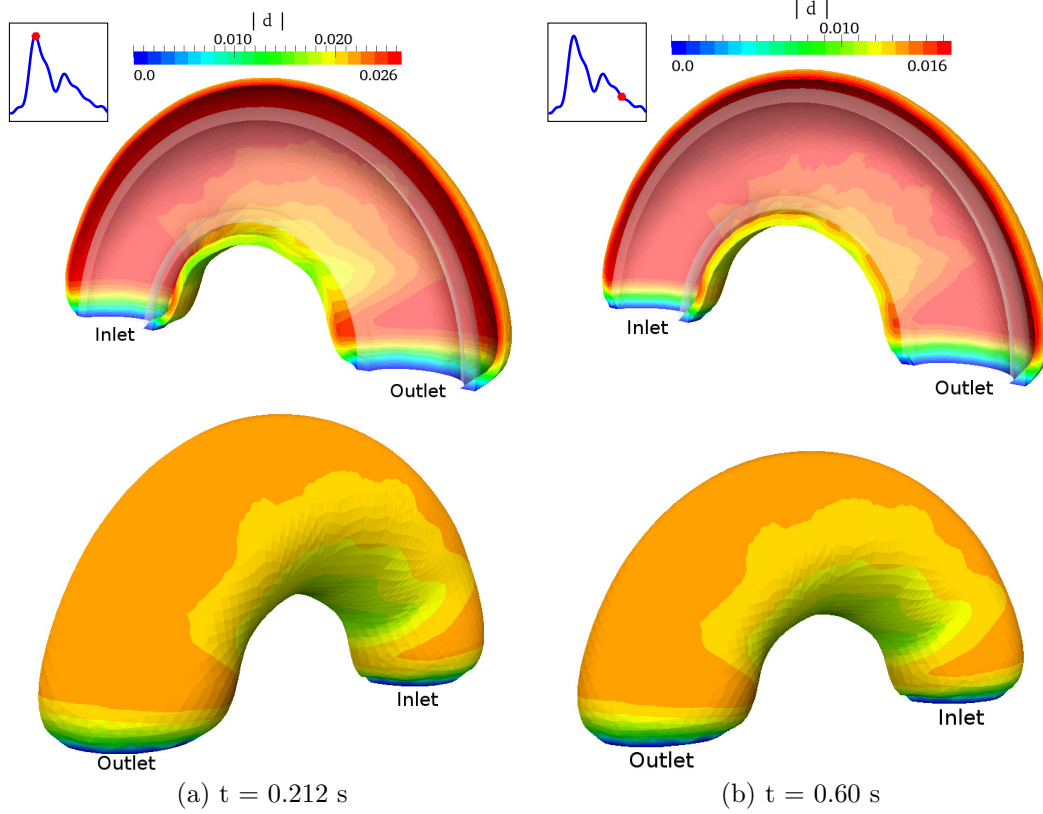 | d |
0.010 0.020
0.0 0.026
Inlet
Outlet
Inlet
Outlet
(a) t = 0.212 s
| d |
0.010
0.0 0.016
Inlet
Outlet
Inlet
Outlet
(b) t = 0.60 s